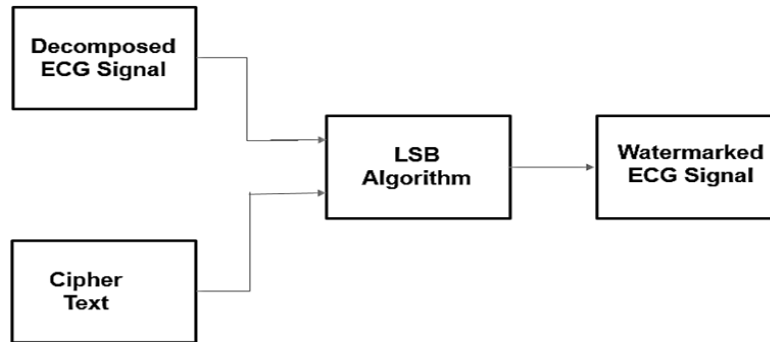 Decomposed
ECG Signal
LSB
Algorithm
Watermarked
ECG Signal
Cipher
Text